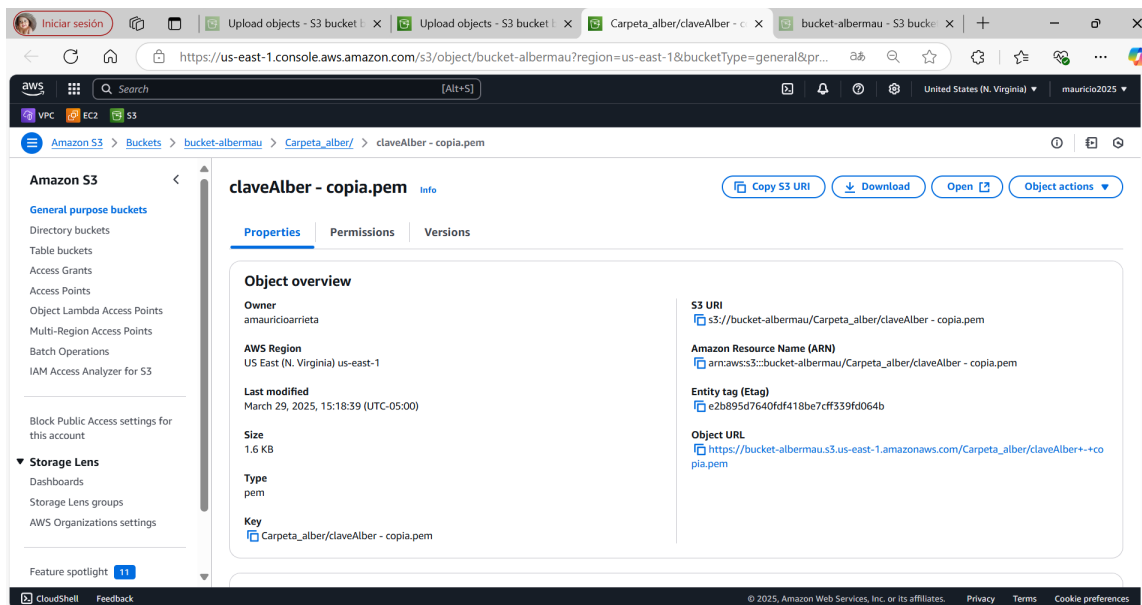 Iniciar sesión
Upload objects - S3 bucket b
Upload objects - S3 bucket b
Carpeta_alber/claveAlber - c
bucket-albermau - S3 bucke
https://us-east-1.console.aws.amazon.com/s3/object/bucket-albermau?region=us-east-1&bucketType=general&pr...
aあ
aws
Search
[Alt+S]
United States (N. Virginia)
mauricio2025
VPC
EC2
S3
Amazon S3 > Buckets > bucket-albermau > Carpeta_alber/ > claveAlber - copia.pem
Amazon S3
General purpose buckets
Directory buckets
Table buckets
Access Grants
Access Points
Object Lambda Access Points
Multi-Region Access Points
Batch Operations
IAM Access Analyzer for S3
Block Public Access settings for
this account
Storage Lens
Dashboards
Storage Lens groups
AWS Organizations settings
Feature spotlight 11
claveAlber - copia.pem Info
Copy S3 URI
Download
Open
Object actions
Properties
Permissions
Versions
Object overview
Owner
amauricioarrieta
AWS Region
US East (N. Virginia) us-east-1
Last modified
March 29, 2025, 15:18:39 (UTC-05:00)
Size
1.6 KB
Type
pem
Key
Carpeta_alber/claveAlber - copia.pem
S3 URI
s3://bucket-albermau/Carpeta_alber/claveAlber - copia.pem
Amazon Resource Name (ARN)
arn:aws:s3:::bucket-albermau/Carpeta_alber/claveAlber - copia.pem
Entity tag (Etag)
e2b895d7640fdf418be7cff339fd064b
Object URL
https://bucket-albermau.s3.us-east-1.amazonaws.com/Carpeta_alber/claveAlber+-+co
pia.pem
CloudShell
Feedback
© 2025, Amazon Web Services, Inc. or its affiliates.
Privacy
Terms
Cookie preferences